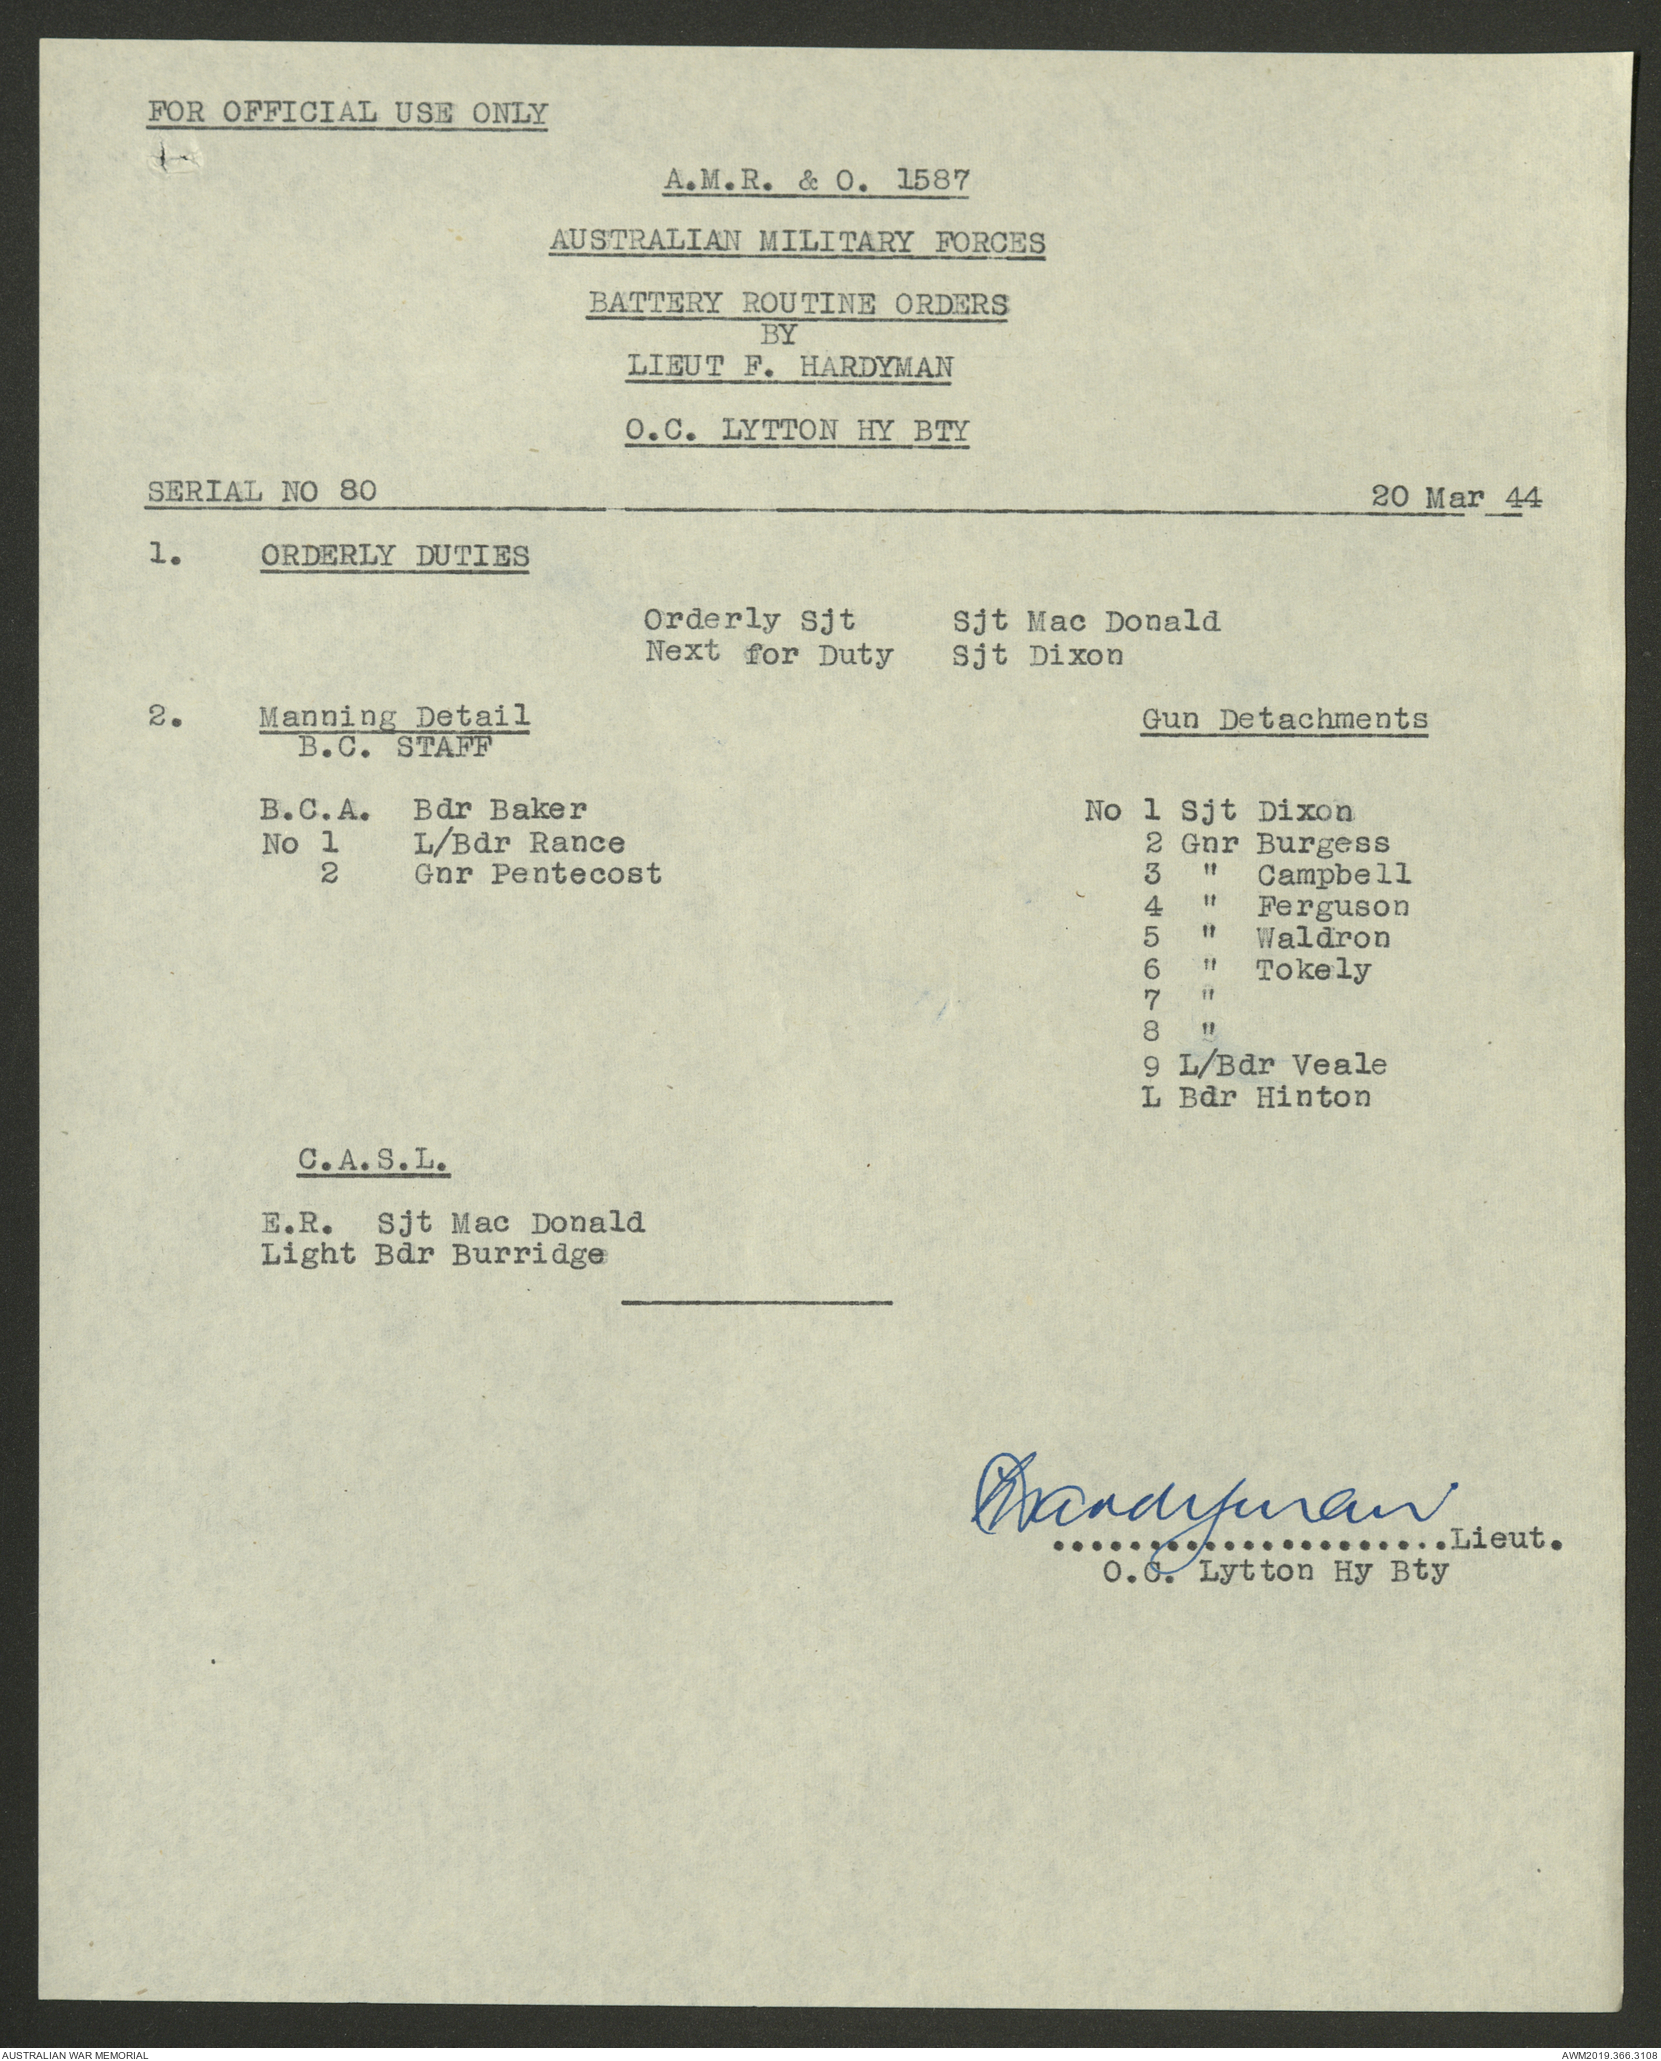 FOR OFFICIAL USE ONLY
A.M.R. & O. 1587
AUSTRALIAN MILITARY FORCES
BATTERY ROUTINE ORDERS
BY
LIEUT F. HARDYMAN
O.C. LYTTON HY BTY
SERIAL NO 80 20 Mar 44
1. ORDERLY DUTIES
Orderly Sjt Sjt Mac Donald
Next for Duty Sjt Dixon
2. Manning Detail Gun Detachments
B.C. STAFF
B.C.A. Bdr Baker No 1 Sjt Dixon
No 1 L/Bdr Rance 2 Gnr Burgess
2 Gnr Pentecost 3 " Campbell
4 " Ferguson
5 " Waldron
6 " Tokely
7 "
8 "
9 L/Bdr Veale
L Bdr Hinton
C.A.S.L.
E.R. Sjt Mac Donald
Light Bdr Burridge
Hardyman
.....................Lieut.
O.C. Lytton Hy Bty
AUSTRALIAN WAR MEMORIAL AWM2019.366.3108